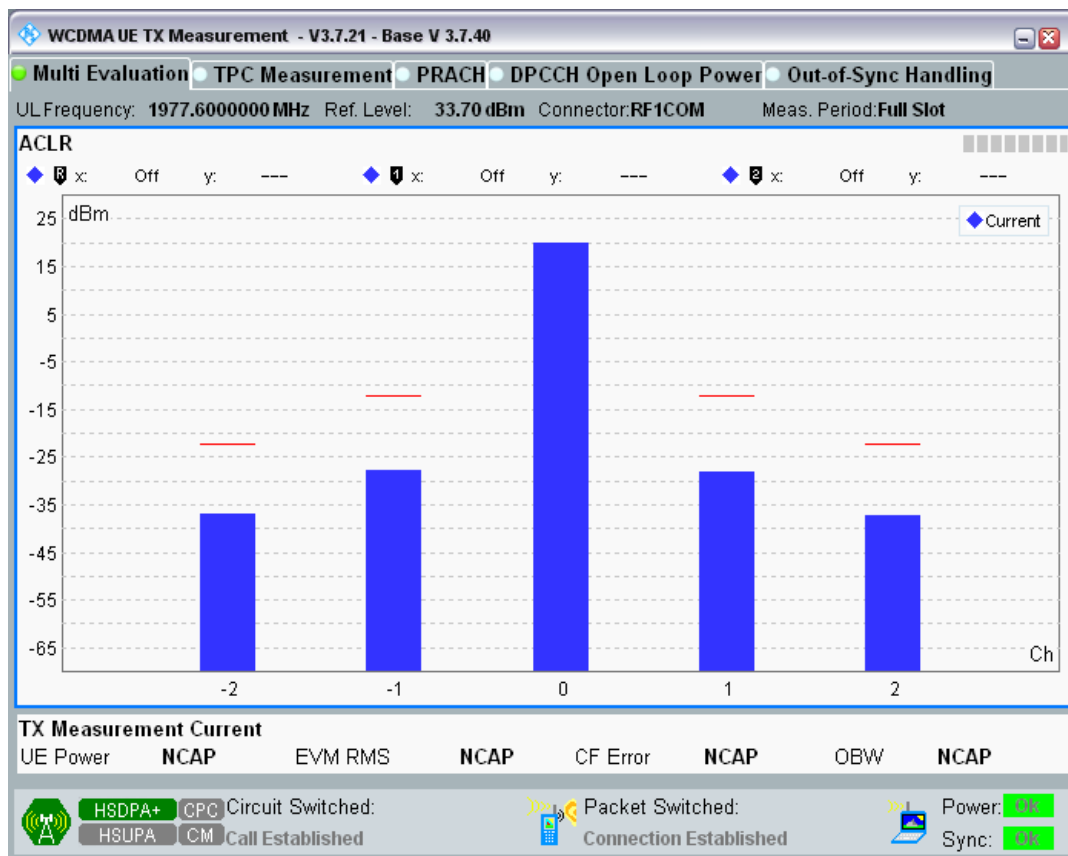 WCDMA UE TX Measurement - V3.7.21 - Base V 3.7.40
Multi Evaluation TPC Measurement PRACH DPCCH Open Loop Power Out-of-Sync Handling
UL Frequency: 1977.6000000 MHz Ref. Level: 33.70 dBm Connector:RF1COM Meas. Period:Full Slot
ACLR
R x: Off y: --- 1 x: Off y: --- 2 x: Off y: ---
dBm
Current
25
15
5
-5
-15
-25
-35
-45
-55
-65
Ch
-2 -1 0 1 2
TX Measurement Current
UE Power NCAP EVM RMS NCAP CF Error NCAP OBW NCAP
HSDPA+ CPC Circuit Switched: Packet Switched: Power: OK
HSUPA CM Call Established Connection Established Sync: OK